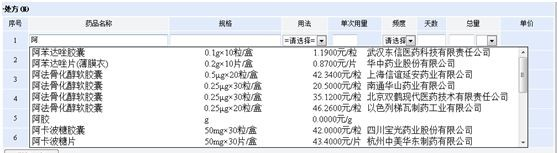 处方(R)
序号 药品名称 规格 用法 单次用量 频度 天数 总量 单价
1 阿 =请选择= 请选择
阿苯达唑胶囊 0.1g×10粒/盒 1.1900元/粒 武汉东信医药科技有限责任公司
2 阿苯达唑片(薄膜衣) 0.2g×10片/盒 0.8700元/片 华中药业股份有限公司
阿法骨化醇软胶囊 0.5μg×20粒/盒 42.3400元/粒 上海信谊延安药业有限公司
3 阿法骨化醇软胶囊 0.25μg×20粒/盒 20.5000元/粒 南通华山药业有限公司
4 阿法骨化醇软胶囊 0.25μg×30粒/盒 35.1200元/粒 北京双鹤现代医药技术有限责任公司
阿法骨化醇软胶囊 0.25μg×20粒/盒 46.2600元/粒 以色列梯瓦制药工业有限公司
5 阿胶 g 0.0000元/g
阿卡波糖胶囊 50mg×30粒/盒 42.0000元/粒 四川宝光药业股份有限公司
6 阿卡波糖片 50mg×30片/盒 43.4000元/片 杭州中美华东制药有限公司